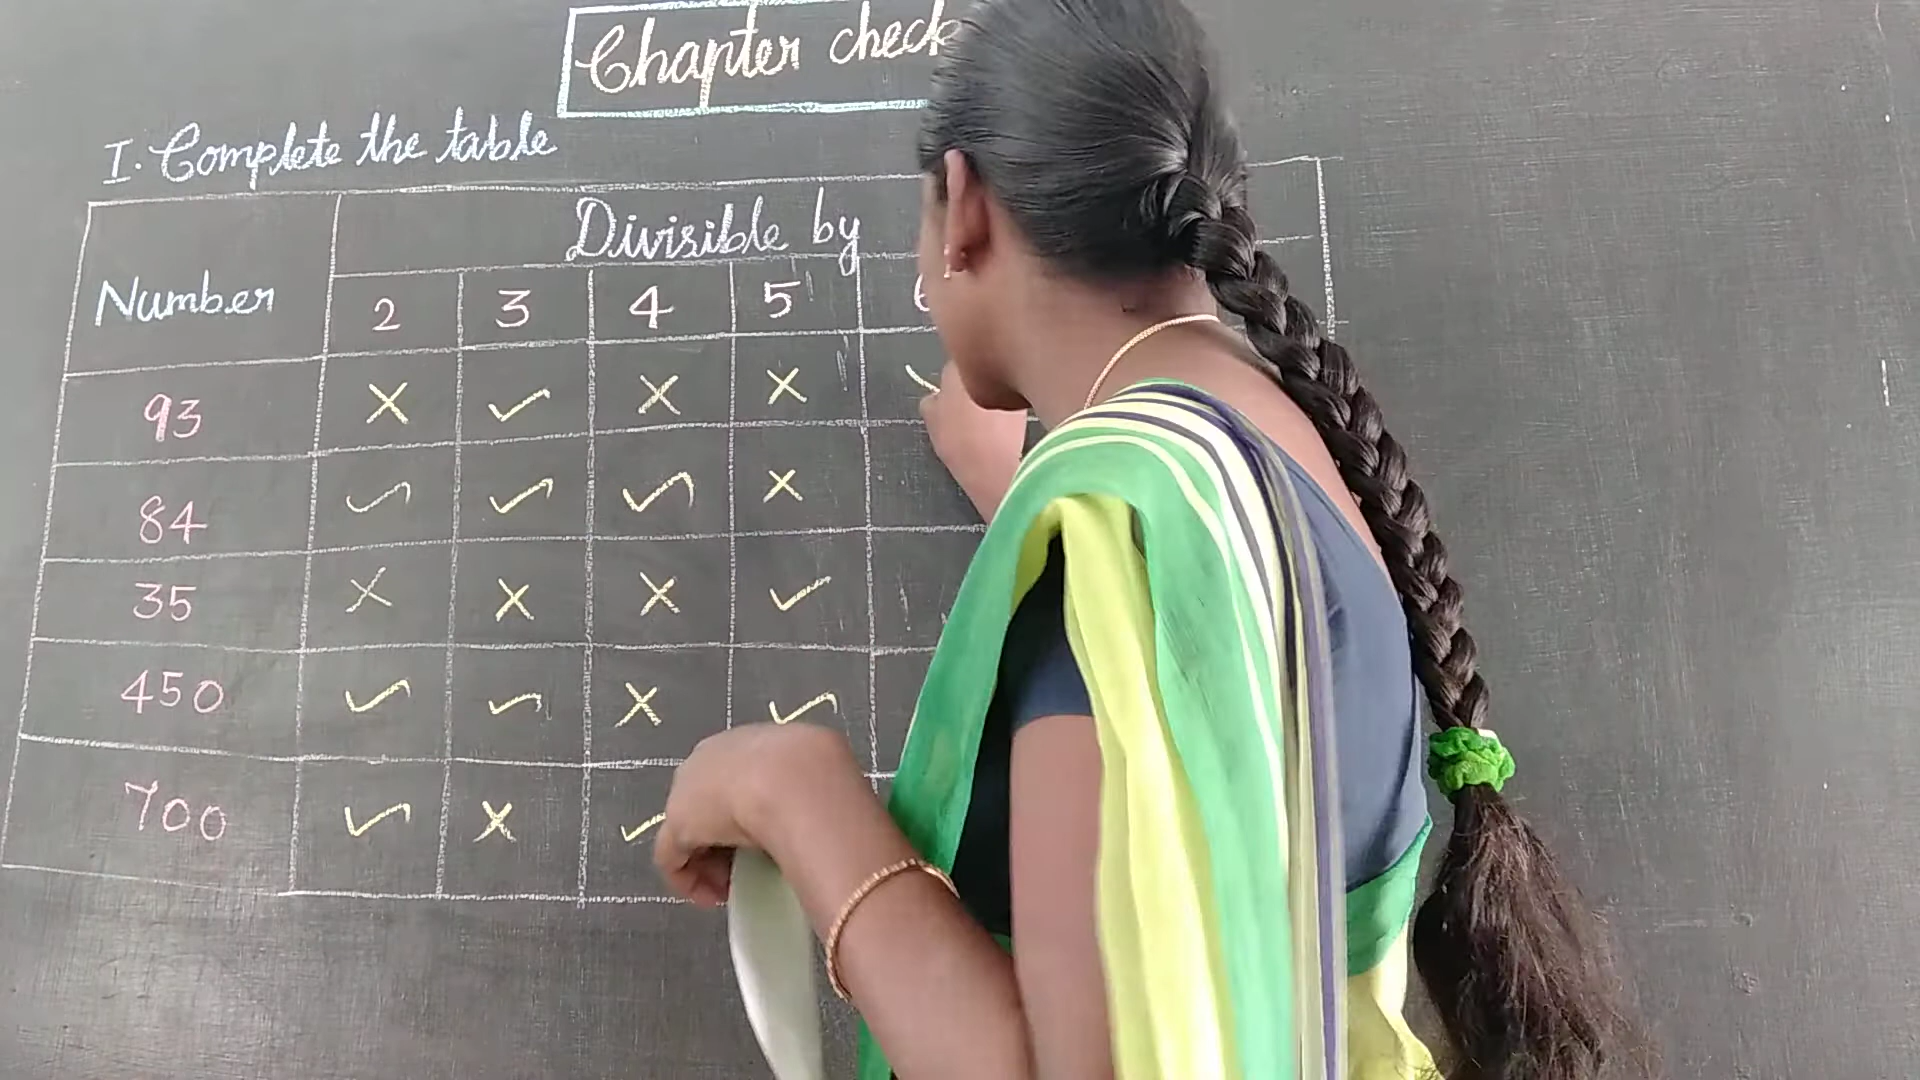 Chapter check
I. Complete the table
Divisible by
Number 2 3 4 5
93 × ✓ × ×
84 ✓ ✓ ✓ ×
35 × × × ✓
450 ✓ ✓ × ✓
700 ✓ × ✓